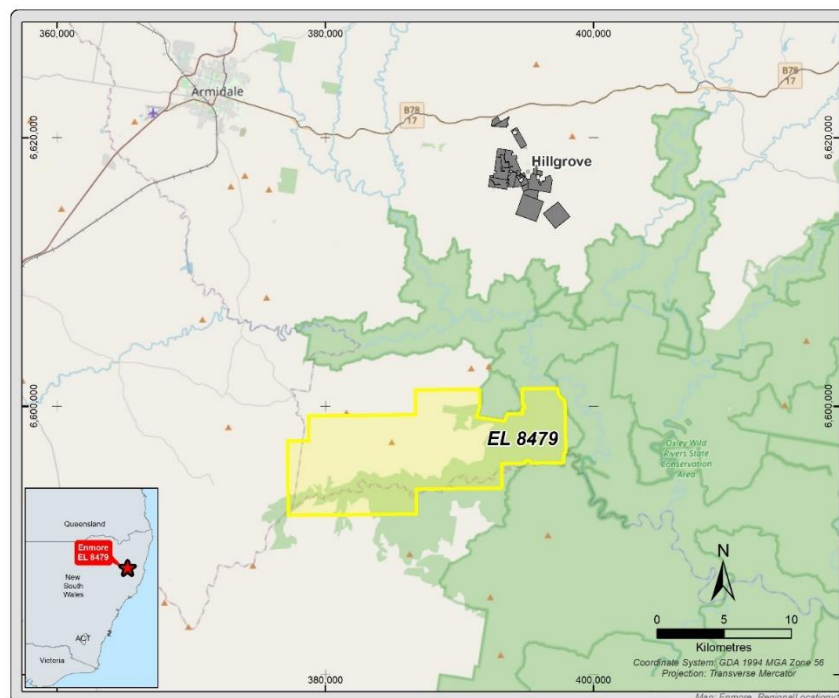 360,000
380,000
400,000
B78
17
B78
17
Armidale
6,620,000
6,620,000
Hillgrove
6,600,000
6,600,000
EL 8479
Oxley Wild
Rivers State
Conservation
Area
Queensland
Enmore
EL 8479
New
South
Wales
ACT
Victoria
N
0 5 10
Kilometres
Coordinate System: GDA 1994 MGA Zone 56
Projection: Transverse Mercator
380,000
400,000